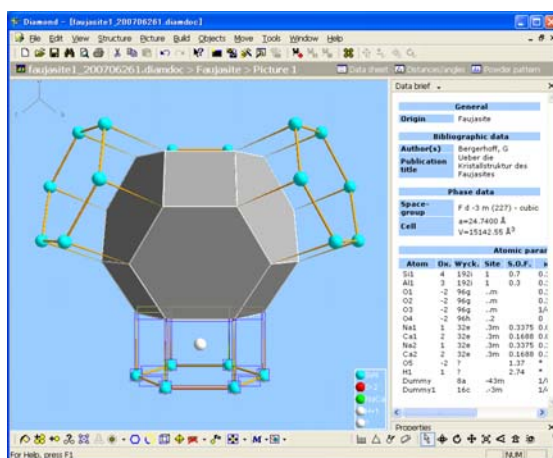 Diamond - [faujasite1_200706261.diamdoc]
File Edit View Structure Picture Build Objects Move Tools Window Help
faujasite1_200706261.diamdoc > Faujasite > Picture 1
Data sheet Distances/angles Powder pattern
Data brief
General
Origin Faujasite
Bibliographic data
Author(s) Bergerhoff, G
Publication title Ueber die Kristallstruktur des Faujasites
Phase data
Space-group F d -3 m (227) - cubic
Cell a=24.7400 Å
V=15142.55 Å3
Atomic parar
Atom Ox. Wyck. Site S.O.F.
Si1 4 192i 1 0.7
Al1 3 192i 1 0.3
O1 -2 96g ..m
O2 -2 96g ..m
O3 -2 96g ..m
O4 -2 96h ..2 0
Na1 1 32e .3m 0.3375
Ca1 2 32e .3m 0.1688
Na2 1 32e .3m 0.3375
Ca2 2 32e .3m 0.1688
O5 -2 ? 1.37 *
H1 1 ? 2.74 *
Dummy 8a -43m
Dummy1 16c .-3m
Properties
For Help, press F1
NUM